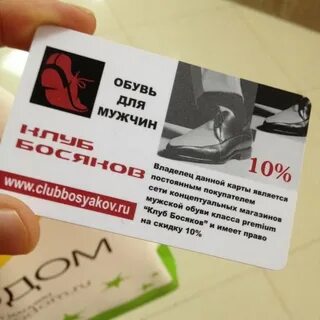 ОБУВЬ
ДЛЯ
МУЖЧИН
КЛУБ
БОСЯКОВ
10%
www.clubbosyakov.ru
Владелец данной карты является
постоянным покупателем
сети концептуальных магазинов
мужской обуви класса premium
"Клуб Босяков" и имеет право
на скидку 10%
ДОМ